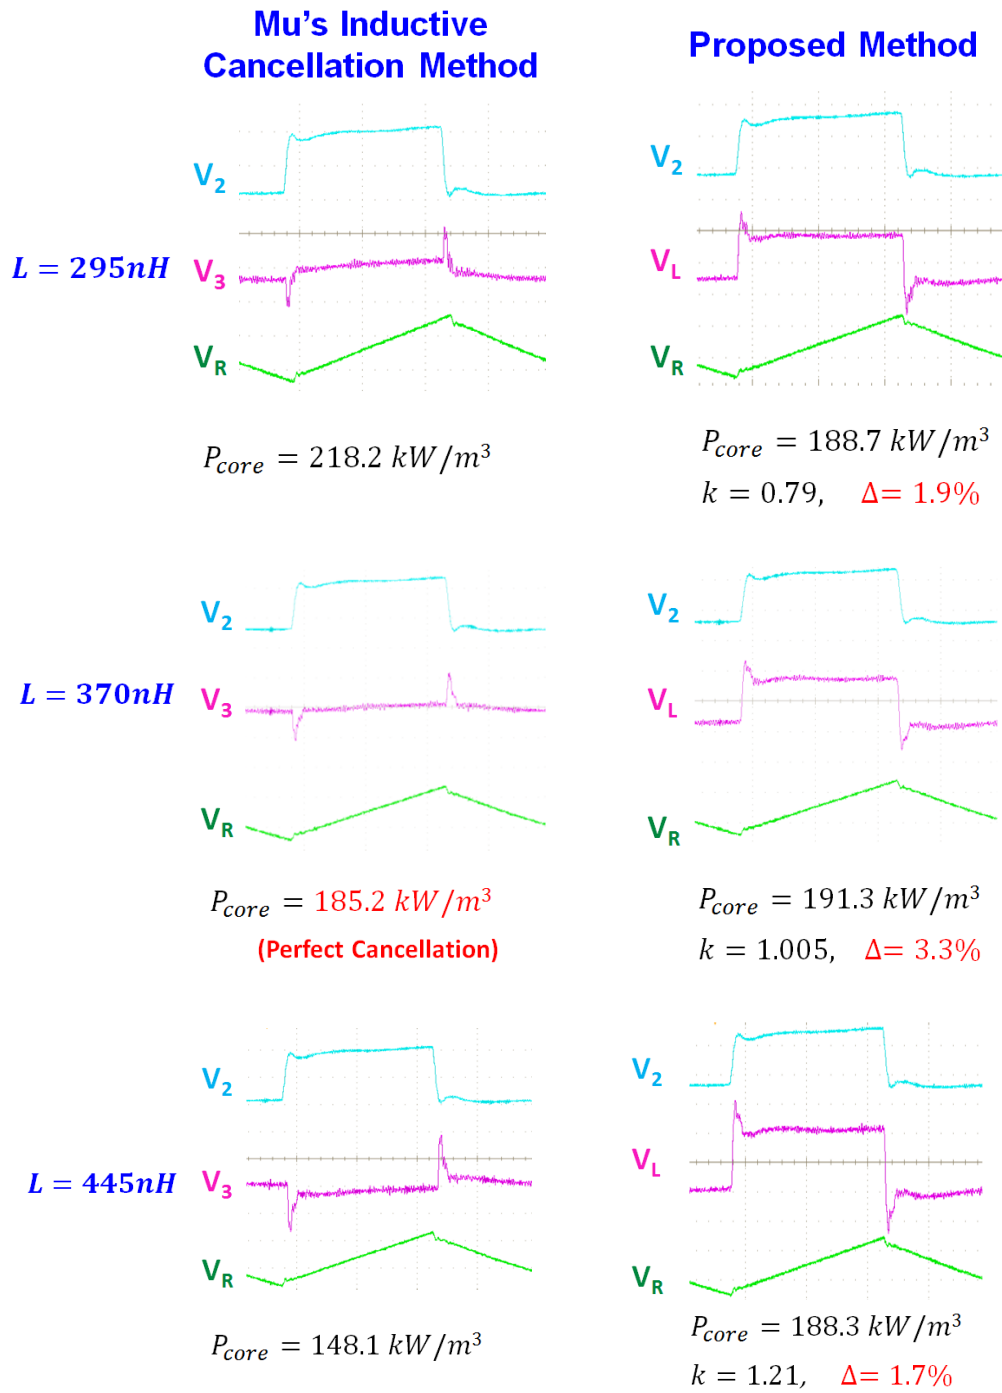 Mu's Inductive
Cancellation Method
Proposed Method
L = 295nH
V2
V3
VR
V2
VL
VR
Pcore = 218.2 kW/m³
Pcore = 188.7 kW/m³
k = 0.79, Δ= 1.9%
L = 370nH
V2
V3
VR
V2
VL
VR
Pcore = 185.2 kW/m³
(Perfect Cancellation)
Pcore = 191.3 kW/m³
k = 1.005, Δ= 3.3%
L = 445nH
V2
V3
VR
V2
VL
VR
Pcore = 148.1 kW/m³
Pcore = 188.3 kW/m³
k = 1.21, Δ= 1.7%